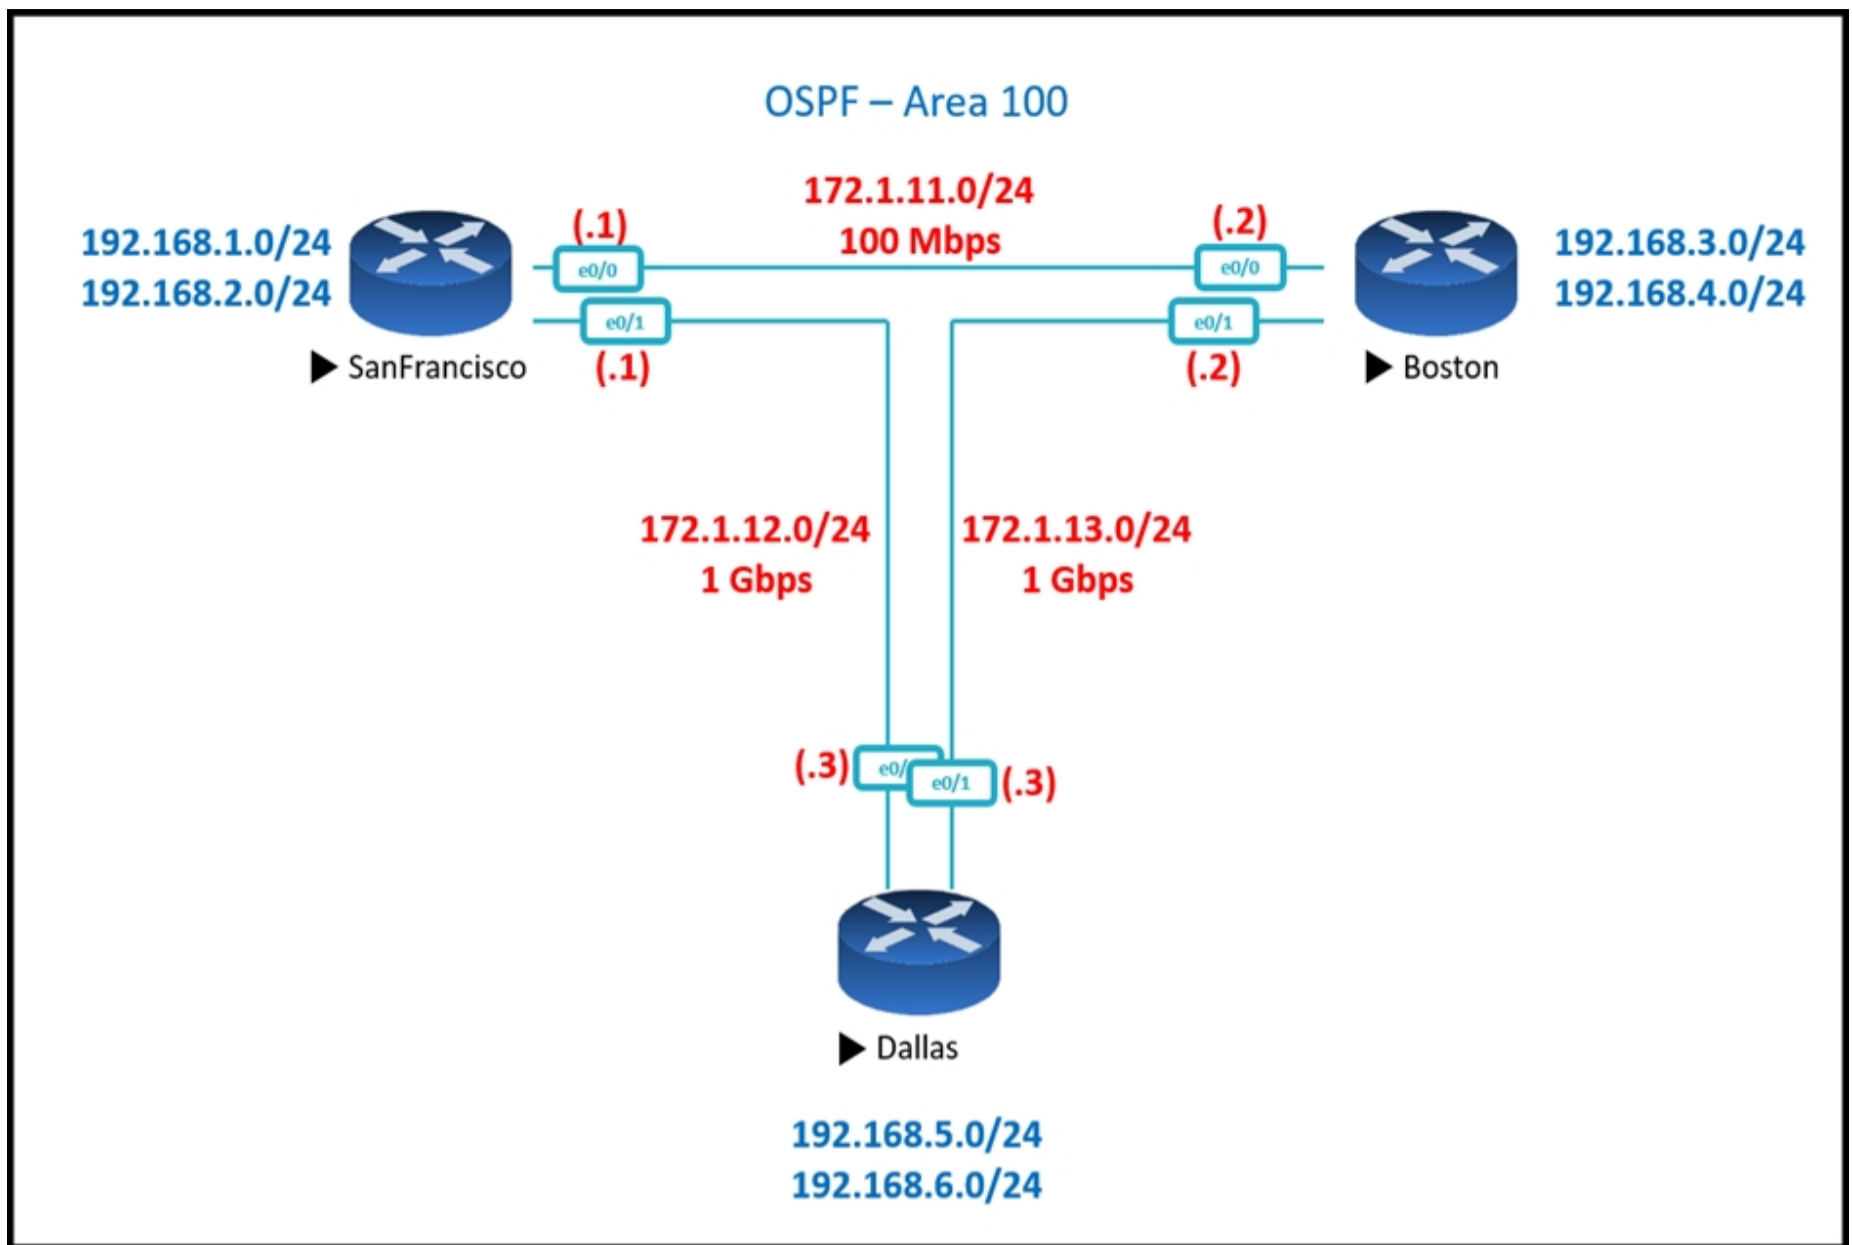 OSPF – Area 100
172.1.11.0/24
100 Mbps
(.1)
(.2)
192.168.1.0/24
192.168.2.0/24
e0/0
e0/0
192.168.3.0/24
192.168.4.0/24
e0/1
e0/1
SanFrancisco
(.1)
(.2)
Boston
172.1.12.0/24
1 Gbps
172.1.13.0/24
1 Gbps
(.3)
e0/
e0/1
(.3)
Dallas
192.168.5.0/24
192.168.6.0/24